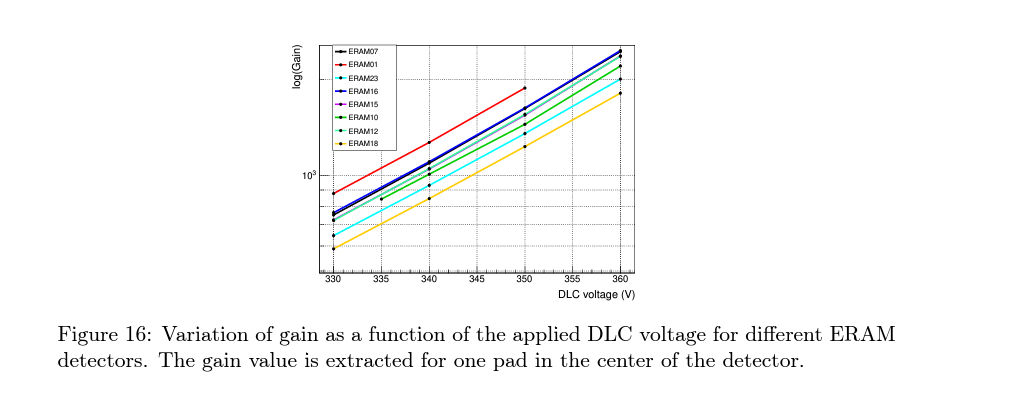 log(Gain)
ERAM07
ERAM01
ERAM23
ERAM16
ERAM15
ERAM10
ERAM12
ERAM18
10³
330 335 340 345 350 355 360
DLC voltage (V)
Figure 16: Variation of gain as a function of the applied DLC voltage for different ERAM
detectors. The gain value is extracted for one pad in the center of the detector.